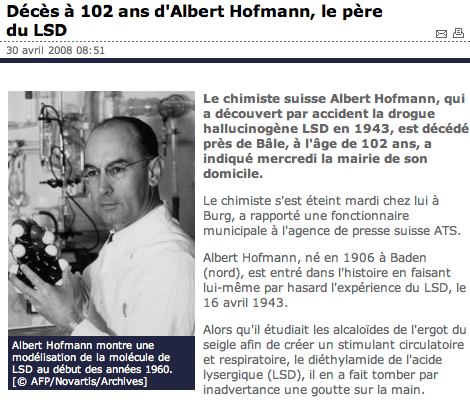 Décès à 102 ans d'Albert Hofmann, le père
du LSD
30 avril 2008 08:51
Le chimiste suisse Albert Hofmann, qui
a découvert par accident la drogue
hallucinogène LSD en 1943, est décédé
près de Bâle, à l'âge de 102 ans, a
indiqué mercredi la mairie de son
domicile.
Le chimiste s'est éteint mardi chez lui à
Burg, a rapporté une fonctionnaire
municipale à l'agence de presse suisse ATS.
Albert Hofmann, né en 1906 à Baden
(nord), est entré dans l'histoire en faisant
lui-même par hasard l'expérience du LSD, le
16 avril 1943.
Alors qu'il étudiait les alcaloïdes de l'ergot du
seigle afin de créer un stimulant circulatoire
et respiratoire, le diéthylamide de l'acide
lysergique (LSD), il en a fait tomber par
inadvertance une goutte sur la main.
Albert Hofmann montre une
modélisation de la molécule de
LSD au début des années 1960.
[© AFP/Novartis/Archives]